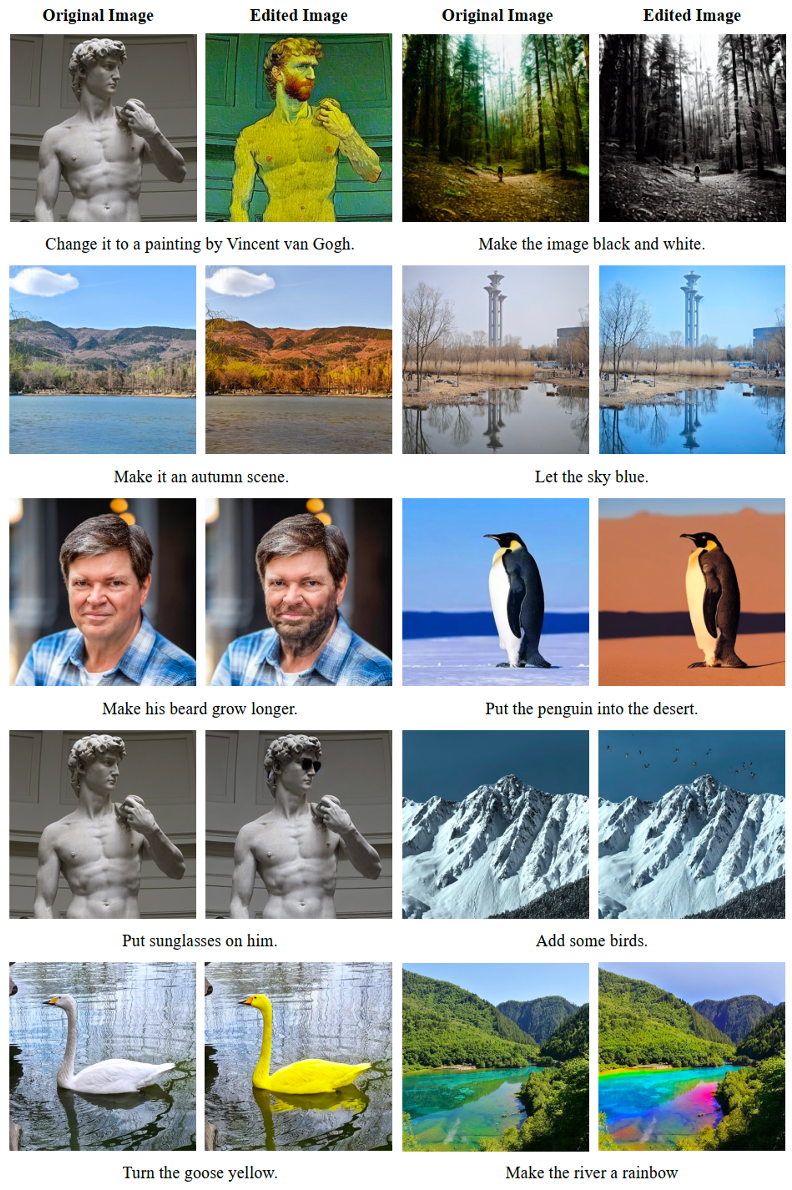 Original Image Edited Image Original Image Edited Image
Change it to a painting by Vincent van Gogh. Make the image black and white.
Make it an autumn scene. Let the sky blue.
Make his beard grow longer. Put the penguin into the desert.
Put sunglasses on him. Add some birds.
Turn the goose yellow. Make the river a rainbow